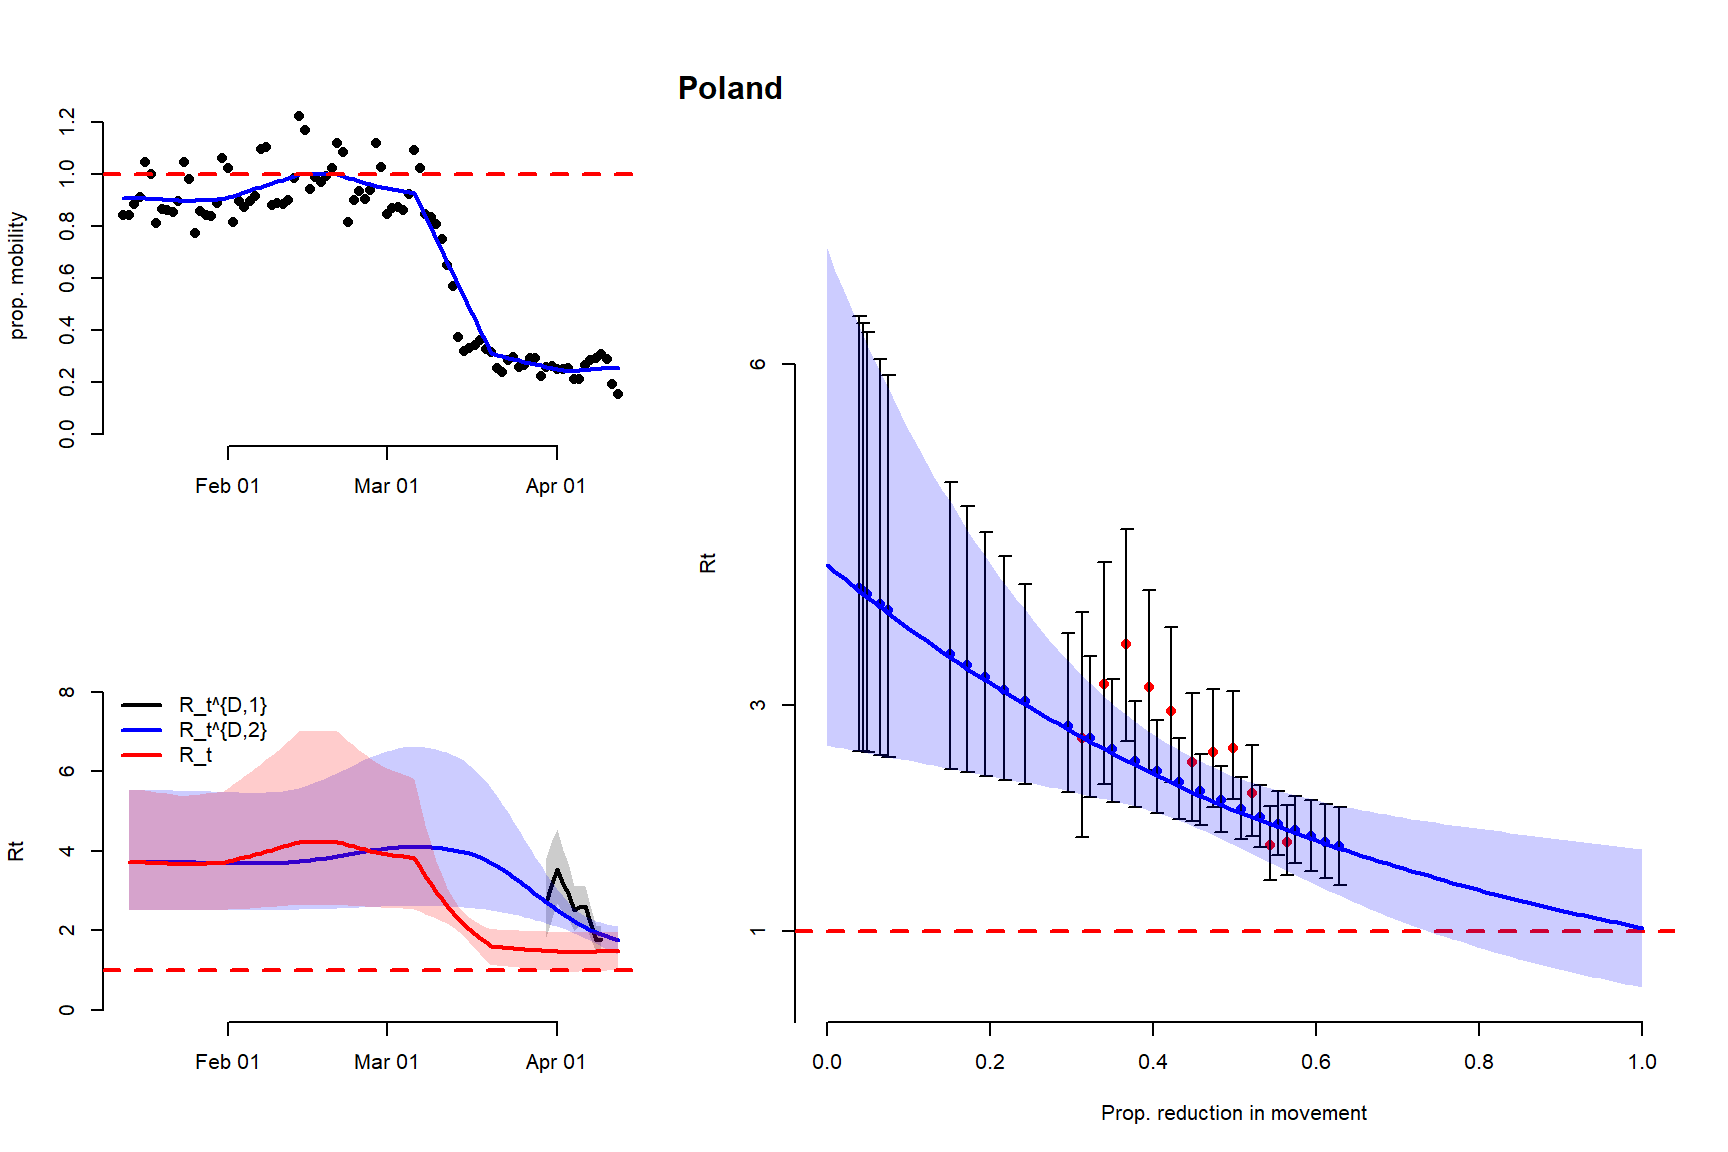 Poland
prop. mobility
1.2
1.0
0.8
0.6
0.4
0.2
0.0
Feb 01
Mar 01
Apr 01
Rt
8
6
4
2
0
R_t^{D,1}
R_t^{D,2}
R_t
Feb 01
Mar 01
Apr 01
Rt
6
3
1
0.0
0.2
0.4
0.6
0.8
1.0
Prop. reduction in movement